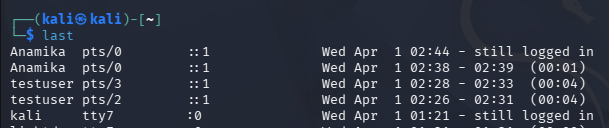 ┌──(kali㉿kali)-[~]
└─$ last
Anamika  pts/0        ::1              Wed Apr  1 02:44 - still logged in
Anamika  pts/0        ::1              Wed Apr  1 02:38 - 02:39  (00:01)
testuser pts/3        ::1              Wed Apr  1 02:28 - 02:33  (00:04)
testuser pts/2        ::1              Wed Apr  1 02:26 - 02:31  (00:04)
kali     tty7         :0               Wed Apr  1 01:21 - still logged in